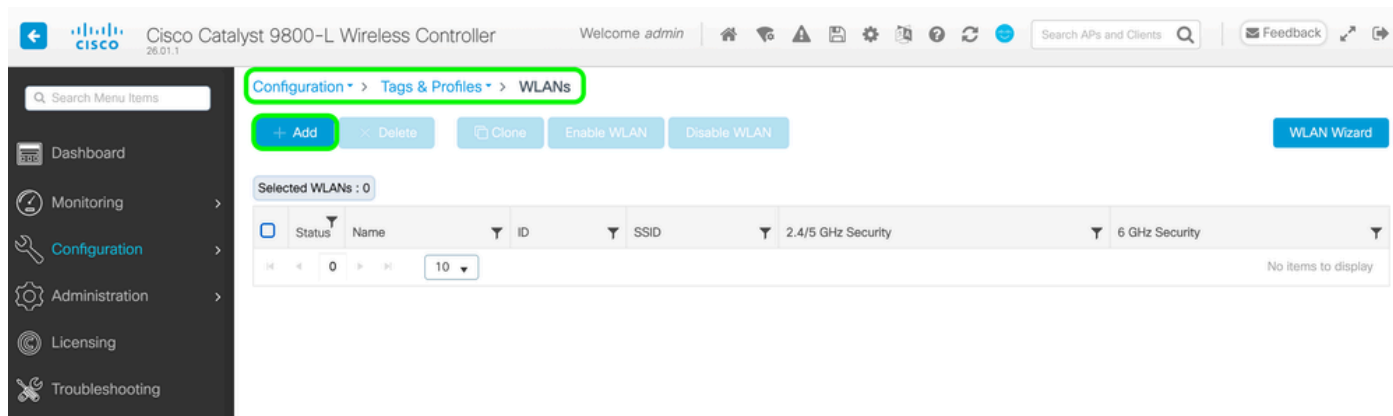 CISCO
Cisco Catalyst 9800-L Wireless Controller
26.01.1
Welcome admin
Search APs and Clients
Feedback
Search Menu Items
Dashboard
Monitoring
Configuration
Administration
Licensing
Troubleshooting
Configuration > Tags & Profiles > WLANs
+ Add
× Delete
Clone
Enable WLAN
Disable WLAN
WLAN Wizard
Selected WLANs : 0
Status Name ID SSID 2.4/5 GHz Security 6 GHz Security
0 10 No items to display